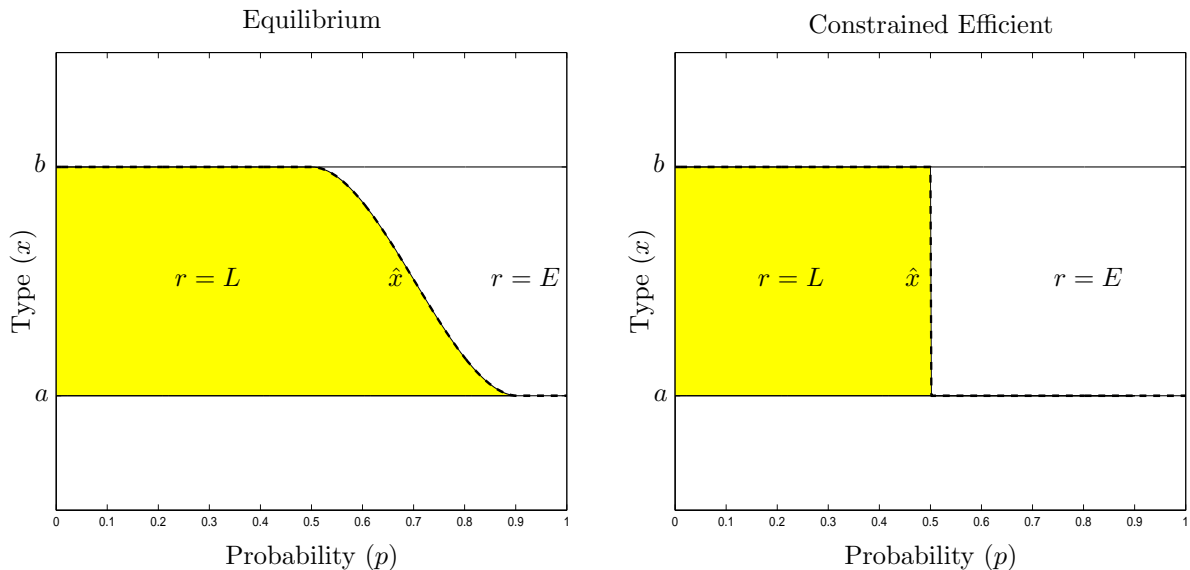 Equilibrium
b
r = L
x̂
r = E
Type (x)
a
0 0.1 0.2 0.3 0.4 0.5 0.6 0.7 0.8 0.9 1
Probability (p)
Constrained Efficient
b
r = L
x̂
r = E
Type (x)
a
0 0.1 0.2 0.3 0.4 0.5 0.6 0.7 0.8 0.9 1
Probability (p)